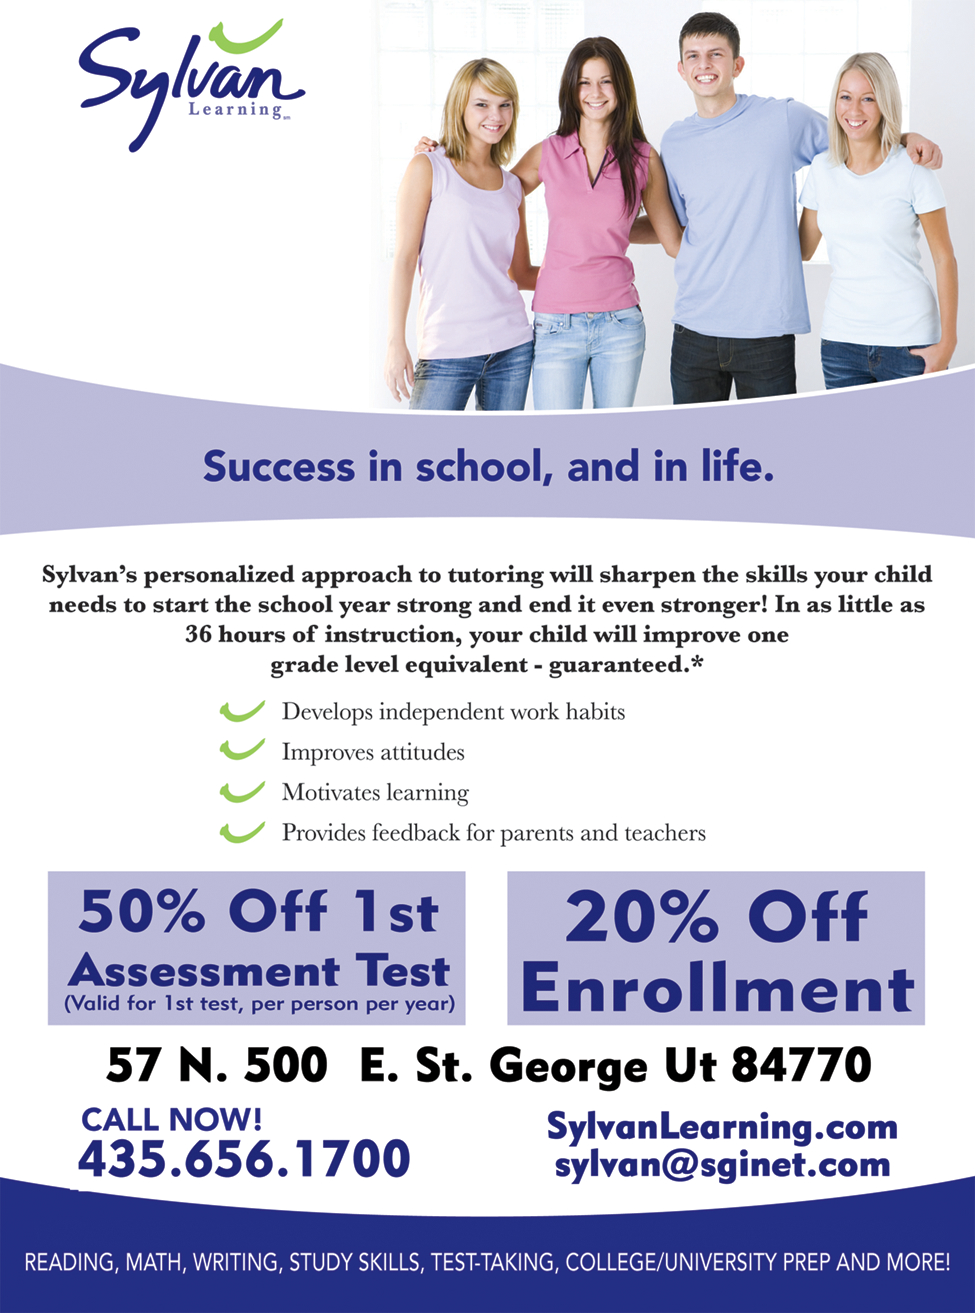 Sylvan
Learning
Success in school, and in life.
Sylvan's personalized approach to tutoring will sharpen the skills your child
needs to start the school year strong and end it even stronger! In as little as
36 hours of instruction, your child will improve one
grade level equivalent - guaranteed.*
Develops independent work habits
Improves attitudes
Motivates learning
Provides feedback for parents and teachers
50% Off 1st
Assessment Test
(Valid for 1st test, per person per year)
20% Off
Enrollment
57 N. 500 E. St. George Ut 84770
CALL NOW!
435.656.1700
SylvanLearning.com
sylvan@sginet.com
READING, MATH, WRITING, STUDY SKILLS, TEST-TAKING, COLLEGE/UNIVERSITY PREP AND MORE!